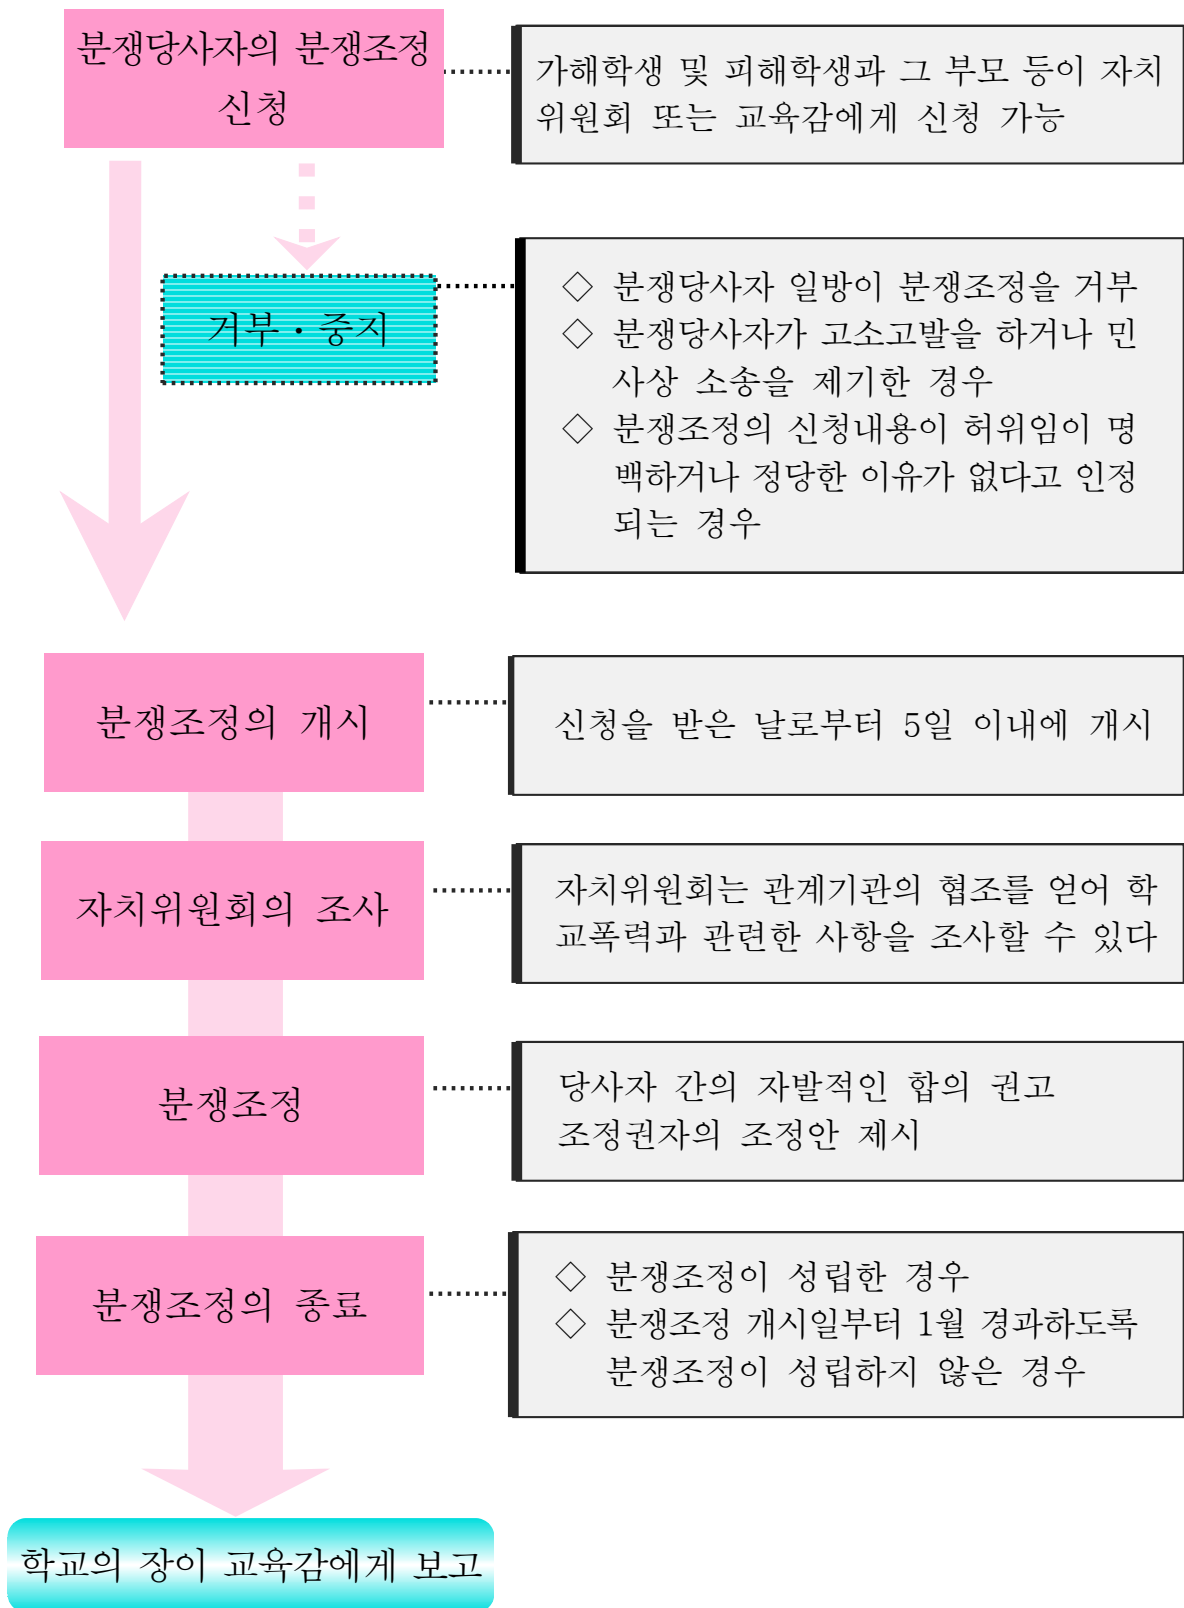 분쟁당사자의 분쟁조정
신청
가해학생 및 피해학생과 그 부모 등이 자치
위원회 또는 교육감에게 신청 가능
거부·중지
◇ 분쟁당사자 일방이 분쟁조정을 거부
◇ 분쟁당사자가 고소고발을 하거나 민
사상 소송을 제기한 경우
◇ 분쟁조정의 신청내용이 허위임이 명
백하거나 정당한 이유가 없다고 인정
되는 경우
분쟁조정의 개시
신청을 받은 날로부터 5일 이내에 개시
자치위원회의 조사
자치위원회는 관계기관의 협조를 얻어 학
교폭력과 관련한 사항을 조사할 수 있다
분쟁조정
당사자 간의 자발적인 합의 권고
조정권자의 조정안 제시
분쟁조정의 종료
◇ 분쟁조정이 성립한 경우
◇ 분쟁조정 개시일부터 1월 경과하도록
분쟁조정이 성립하지 않은 경우
학교의 장이 교육감에게 보고